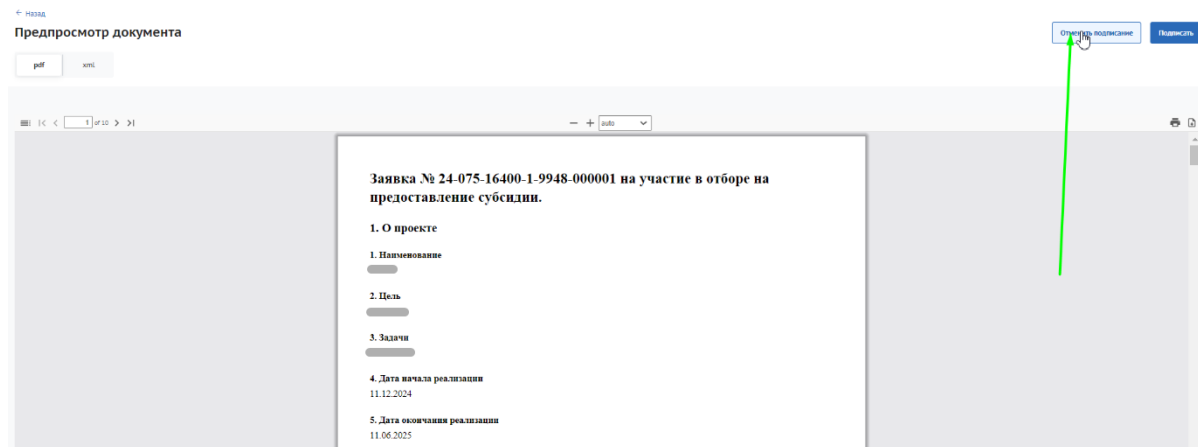 ← Назад
Предпросмотр документа
Отменить подписание
Подписать
pdf xml
1 of 10
auto
Заявка № 24-075-16400-1-9948-000001 на участие в отборе на
предоставление субсидии.
1. О проекте
1. Наименование
2. Цель
3. Задачи
4. Дата начала реализации
11.12.2024
5. Дата окончания реализации
11.06.2025